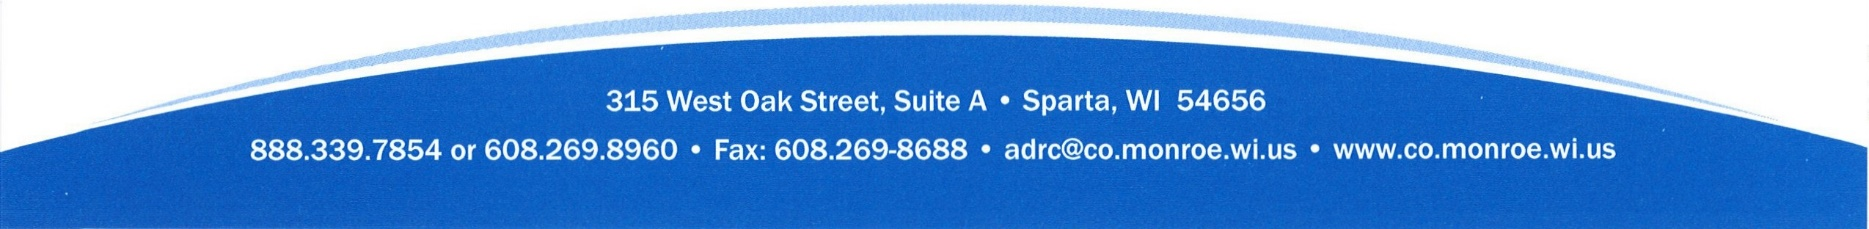 315 West Oak Street, Suite A • Sparta, WI 54656
888.339.7854 or 608.269.8960 • Fax: 608.269-8688 • adrc@co.monroe.wi.us • www.co.monroe.wi.us